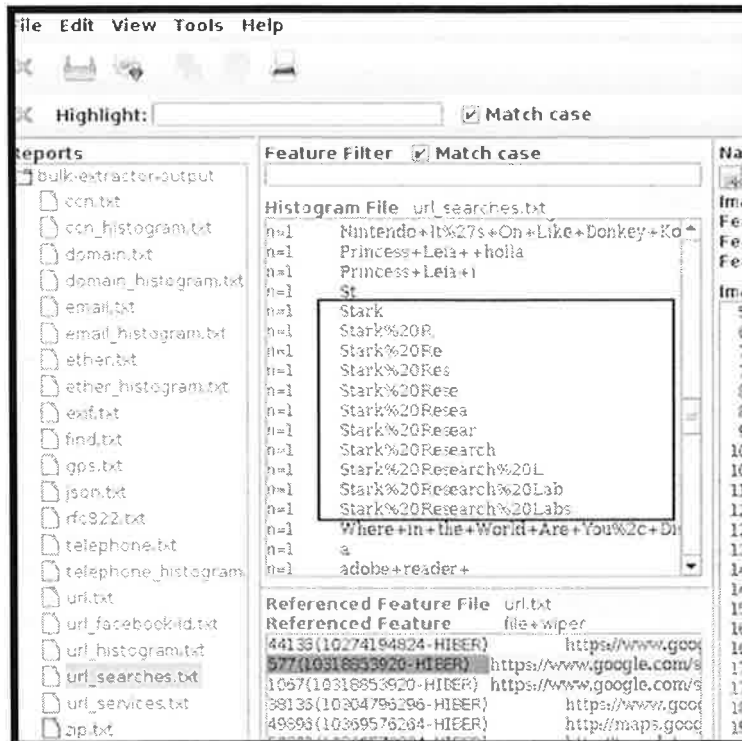 File Edit View Tools Help
Highlight: Match case
Reports
bulk-extractor-output
ccn.txt
ccn_histogram.txt
domain.txt
domain_histogram.txt
email.txt
email_histogram.txt
ether.txt
ether_histogram.txt
exif.txt
find.txt
gps.txt
json.txt
rfc822.txt
telephone.txt
telephone_histogram.
url.txt
url_facebook-id.txt
url_histogram.txt
url_searches.txt
url_services.txt
zip.txt
Feature Filter Match case
Histogram File url_searches.txt
n=1 Nintendo+It%27s+On+Like+Donkey+Ko
n=1 Princess+Leia++holla
n=1 Princess+Leia+i
n=1 St
n=1 Stark
n=1 Stark%20R
n=1 Stark%20Re
n=1 Stark%20Res
n=1 Stark%20Rese
n=1 Stark%20Resea
n=1 Stark%20Resear
n=1 Stark%20Research
n=1 Stark%20Research%20L
n=1 Stark%20Research%20Lab
n=1 Stark%20Research%20Labs
n=1 Where+in+the+World+Are+You%2c+Di
n=1 a
n=1 adobe+reader+
Referenced Feature File url.txt
Referenced Feature file+wiper
44133(10274194824-HIBER) https://www.goog
577(10318853920-HIBER) https://www.google.com/s
1067(10318853920-HIBER) https://www.google.com/s
38135(10304796296-HIBER) https://www.goog
49393(10369576264-HIBER) http://maps.goog
Na
Ima
Fe
Fe
Fe
Ima